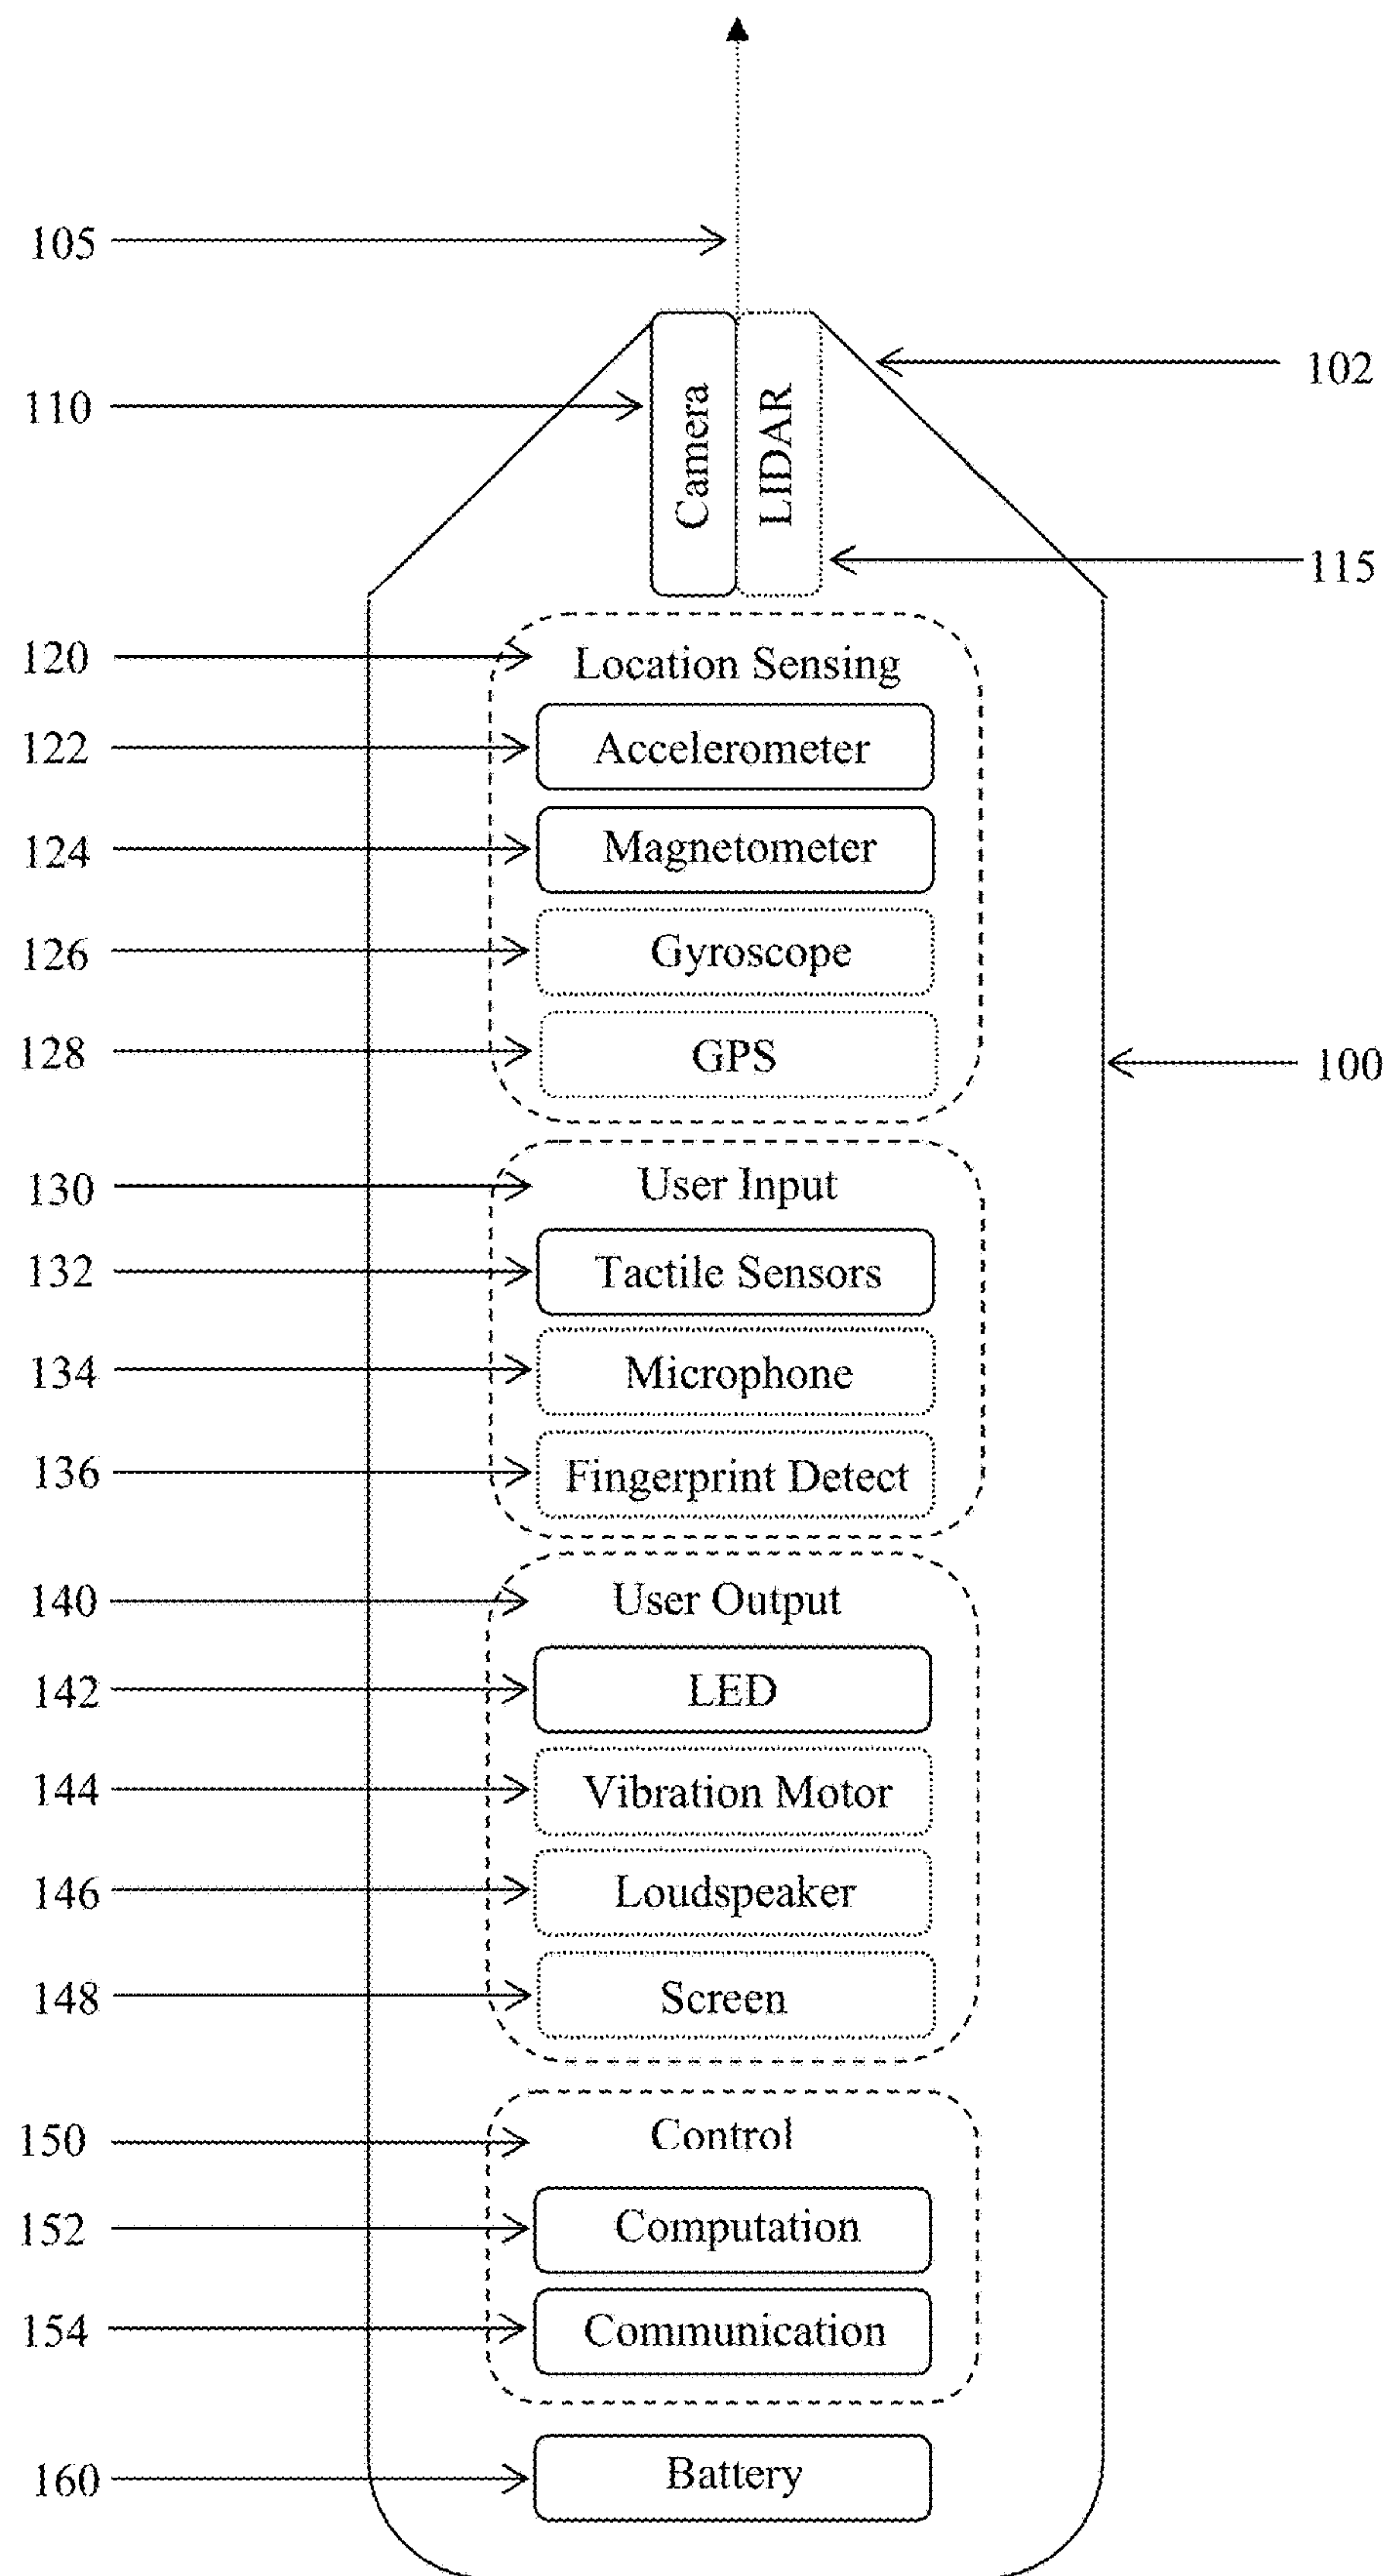 105
102
110
Camera
LIDAR
115
120 Location Sensing
122 Accelerometer
124 Magnetometer
126 Gyroscope
128 GPS
100
130 User Input
132 Tactile Sensors
134 Microphone
136 Fingerprint Detect
140 User Output
142 LED
144 Vibration Motor
146 Loudspeaker
148 Screen
150 Control
152 Computation
154 Communication
160 Battery